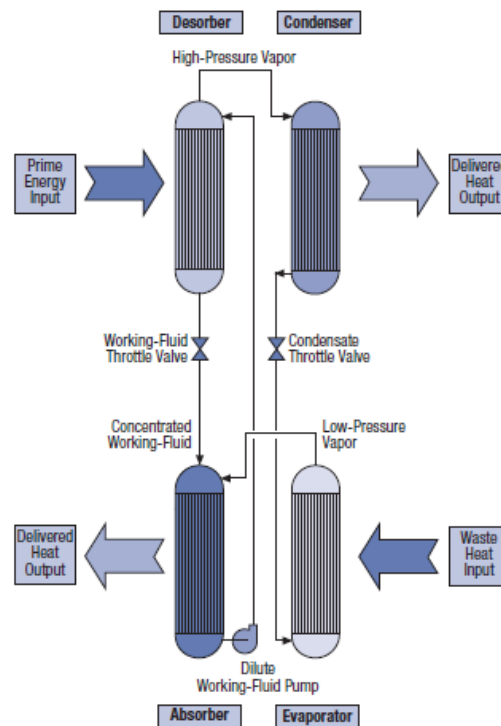 Desorber
Condenser
High-Pressure Vapor
Prime
Energy
Input
Delivered
Heat
Output
Working-Fluid
Throttle Valve
Condensate
Throttle Valve
Concentrated
Working-Fluid
Low-Pressure
Vapor
Delivered
Heat
Output
Waste
Heat
Input
Dilute
Working-Fluid Pump
Absorber
Evaporator